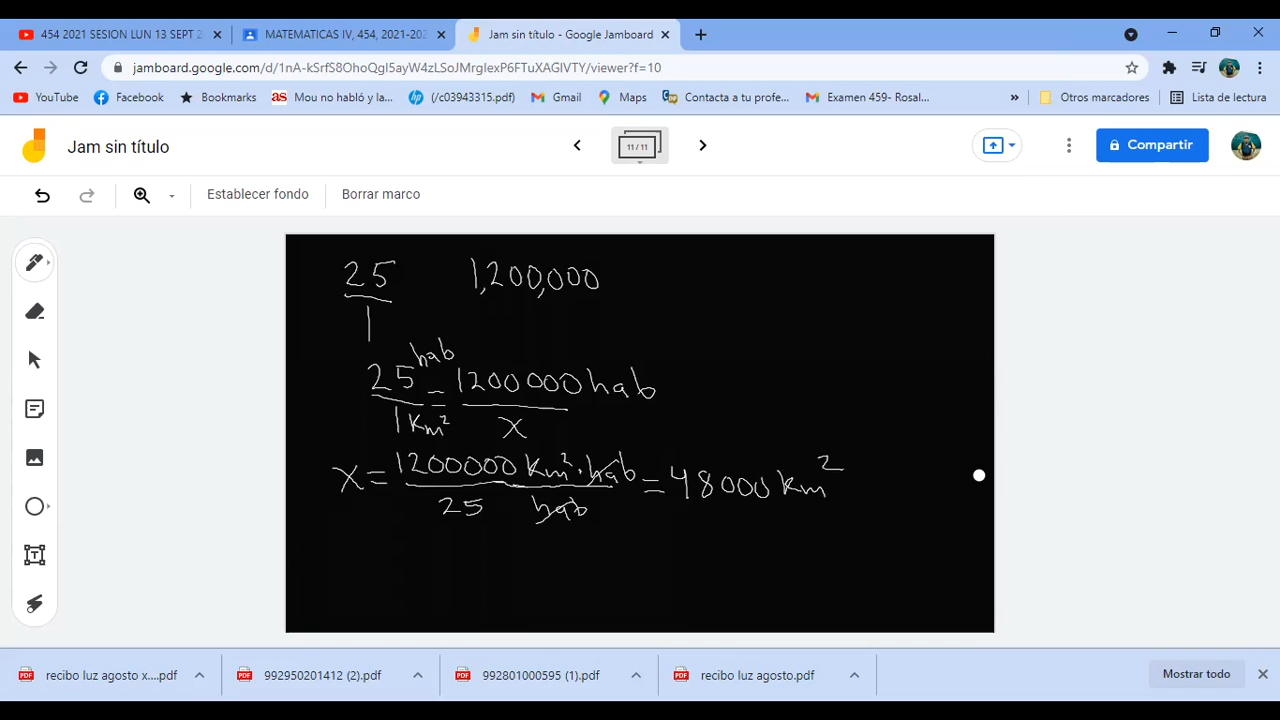 454 2021 SESION LUN 13 SEPT 2
MATEMATICAS IV, 454, 2021-202
Jam sin título - Google Jamboard
jamboard.google.com/d/1nA-kSrfS8OhoQgI5ayW4zLSoJMrgIexP6FTuXAGIVTY/viewer?f=10
YouTube Facebook Bookmarks as Mou no habló y la... hp (/c03943315.pdf) Gmail Maps Contacta a tu profe... Examen 459- Rosal... » Otros marcadores Lista de lectura
Jam sin título 11 / 11 Compartir
Establecer fondo Borrar marco
25 1,200,000
1
25 hab = 1200000 hab
1 Km² x
x = 1200000 km² · hab = 48000 km²
25 hab
recibo luz agosto x....pdf 992950201412 (2).pdf 992801000595 (1).pdf recibo luz agosto.pdf Mostrar todo